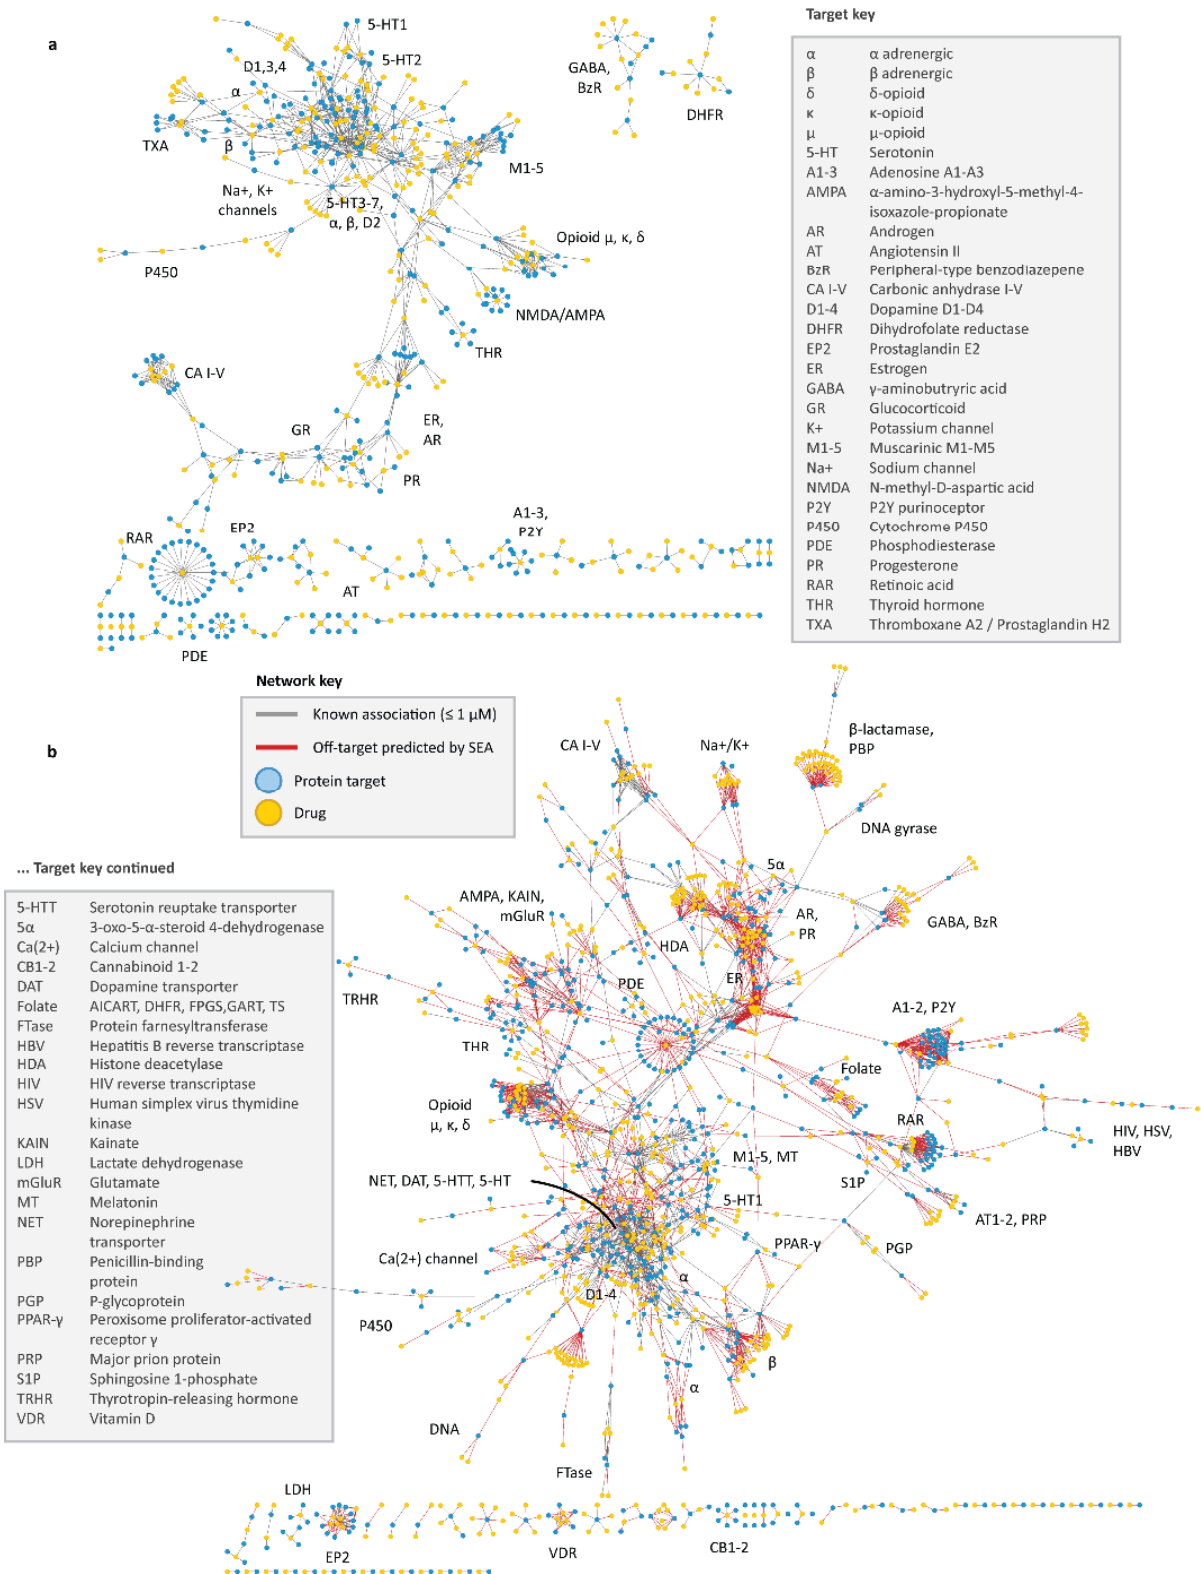 a
5-HT1
D1,3,4
5-HT2
α
TXA
β
M1-5
Na+, K+
channels
5-HT3-7,
α, β, D2
Opioid μ, κ, δ
P450
NMDA/AMPA
THR
CA I-V
ER,
AR
GR
PR
GABA,
BzR
DHFR
RAR
EP2
A1-3,
P2Y
AT
PDE
Target key
α α adrenergic
β β adrenergic
δ δ-opioid
κ κ-opioid
μ μ-opioid
5-HT Serotonin
A1-3 Adenosine A1-A3
AMPA α-amino-3-hydroxyl-5-methyl-4-
isoxazole-propionate
AR Androgen
AT Angiotensin II
BzR Peripheral-type benzodiazepene
CA I-V Carbonic anhydrase I-V
D1-4 Dopamine D1-D4
DHFR Dihydrofolate reductase
EP2 Prostaglandin E2
ER Estrogen
GABA γ-aminobutryric acid
GR Glucocorticoid
K+ Potassium channel
M1-5 Muscarinic M1-M5
Na+ Sodium channel
NMDA N-methyl-D-aspartic acid
P2Y P2Y purinoceptor
P450 Cytochrome P450
PDE Phosphodiesterase
PR Progesterone
RAR Retinoic acid
THR Thyroid hormone
TXA Thromboxane A2 / Prostaglandin H2
Network key
Known association (≤ 1 μM)
Off-target predicted by SEA
Protein target
Drug
b
... Target key continued
5-HTT Serotonin reuptake transporter
5α 3-oxo-5-α-steroid 4-dehydrogenase
Ca(2+) Calcium channel
CB1-2 Cannabinoid 1-2
DAT Dopamine transporter
Folate AICART, DHFR, FPGS,GART, TS
FTase Protein farnesyltransferase
HBV Hepatitis B reverse transcriptase
HDA Histone deacetylase
HIV HIV reverse transcriptase
HSV Human simplex virus thymidine
kinase
KAIN Kainate
LDH Lactate dehydrogenase
mGluR Glutamate
MT Melatonin
NET Norepinephrine
transporter
PBP Penicillin-binding
protein
PGP P-glycoprotein
PPAR-γ Peroxisome proliferator-activated
receptor γ
PRP Major prion protein
S1P Sphingosine 1-phosphate
TRHR Thyrotropin-releasing hormone
VDR Vitamin D
CA I-V
Na+/K+
β-lactamase,
PBP
DNA gyrase
5α
AMPA, KAIN,
mGluR
AR,
PR
GABA, BzR
HDA
ER
PDE
TRHR
A1-2, P2Y
THR
Folate
Opioid
μ, κ, δ
RAR
HIV, HSV,
HBV
M1-5, MT
S1P
NET, DAT, 5-HTT, 5-HT
5-HT1
AT1-2, PRP
PPAR-γ
PGP
Ca(2+) channel
α
D1-4
P450
β
α
DNA
FTase
LDH
EP2
VDR
CB1-2